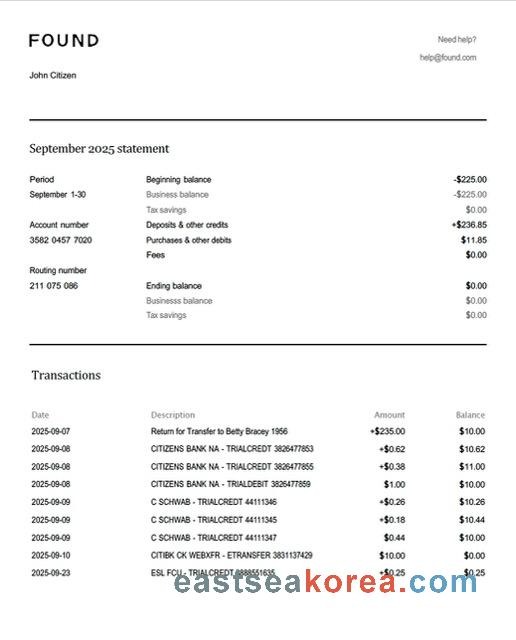 FOUND
Need help?
help@found.com
John Citizen
September 2025 statement
Period Beginning balance -$225.00
September 1-30 Business balance -$225.00
Tax savings $0.00
Account number Deposits & other credits +$236.85
3582 0457 7020 Purchases & other debits $11.85
Fees $0.00
Routing number
211 075 086 Ending balance $0.00
Businesss balance $0.00
Tax savings $0.00
Transactions
Date Description Amount Balance
2025-09-07 Return for Transfer to Betty Bracey 1956 +$235.00 $10.00
2025-09-08 CITIZENS BANK NA - TRIALCREDT 3826477853 +$0.62 $10.62
2025-09-08 CITIZENS BANK NA - TRIALCREDT 3826477855 +$0.38 $11.00
2025-09-08 CITIZENS BANK NA - TRIALDEBIT 3826477859 $1.00 $10.00
2025-09-09 C SCHWAB - TRIALCREDT 44111346 +$0.26 $10.26
2025-09-09 C SCHWAB - TRIALCREDT 44111345 +$0.18 $10.44
2025-09-09 C SCHWAB - TRIALCREDT 44111347 $0.44 $10.00
2025-09-10 CITIBK CK WEBXFR - ETRANSFER 3831137429 $10.00 $0.00
2025-09-23 ESL FCU - TRIALCREDT 0888551635 +$0.25 $0.25
eastseakorea.com